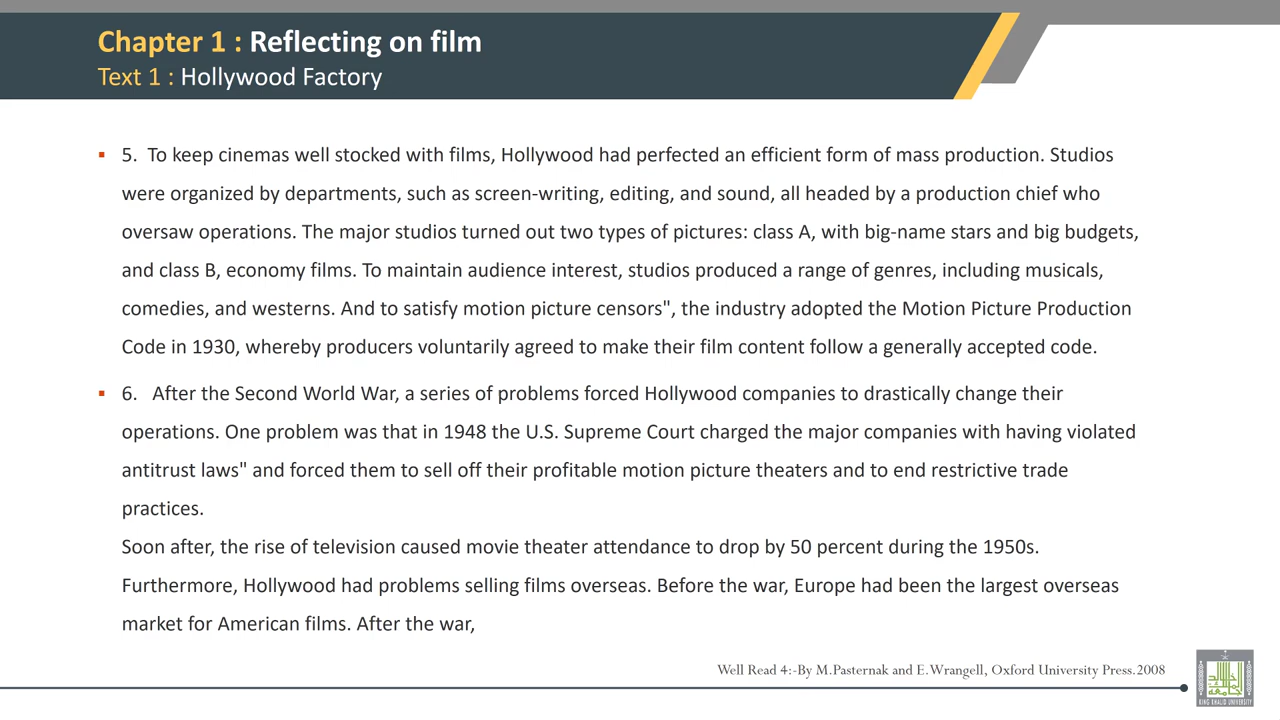 Chapter 1 : Reflecting on film
Text 1 : Hollywood Factory
5. To keep cinemas well stocked with films, Hollywood had perfected an efficient form of mass production. Studios
were organized by departments, such as screen-writing, editing, and sound, all headed by a production chief who
oversaw operations. The major studios turned out two types of pictures: class A, with big-name stars and big budgets,
and class B, economy films. To maintain audience interest, studios produced a range of genres, including musicals,
comedies, and westerns. And to satisfy motion picture censors", the industry adopted the Motion Picture Production
Code in 1930, whereby producers voluntarily agreed to make their film content follow a generally accepted code.
6. After the Second World War, a series of problems forced Hollywood companies to drastically change their
operations. One problem was that in 1948 the U.S. Supreme Court charged the major companies with having violated
antitrust laws" and forced them to sell off their profitable motion picture theaters and to end restrictive trade
practices.
Soon after, the rise of television caused movie theater attendance to drop by 50 percent during the 1950s.
Furthermore, Hollywood had problems selling films overseas. Before the war, Europe had been the largest overseas
market for American films. After the war,
Well Read 4:-By M.Pasternak and E.Wrangell, Oxford University Press.2008
KING KHALID UNIVERSITY